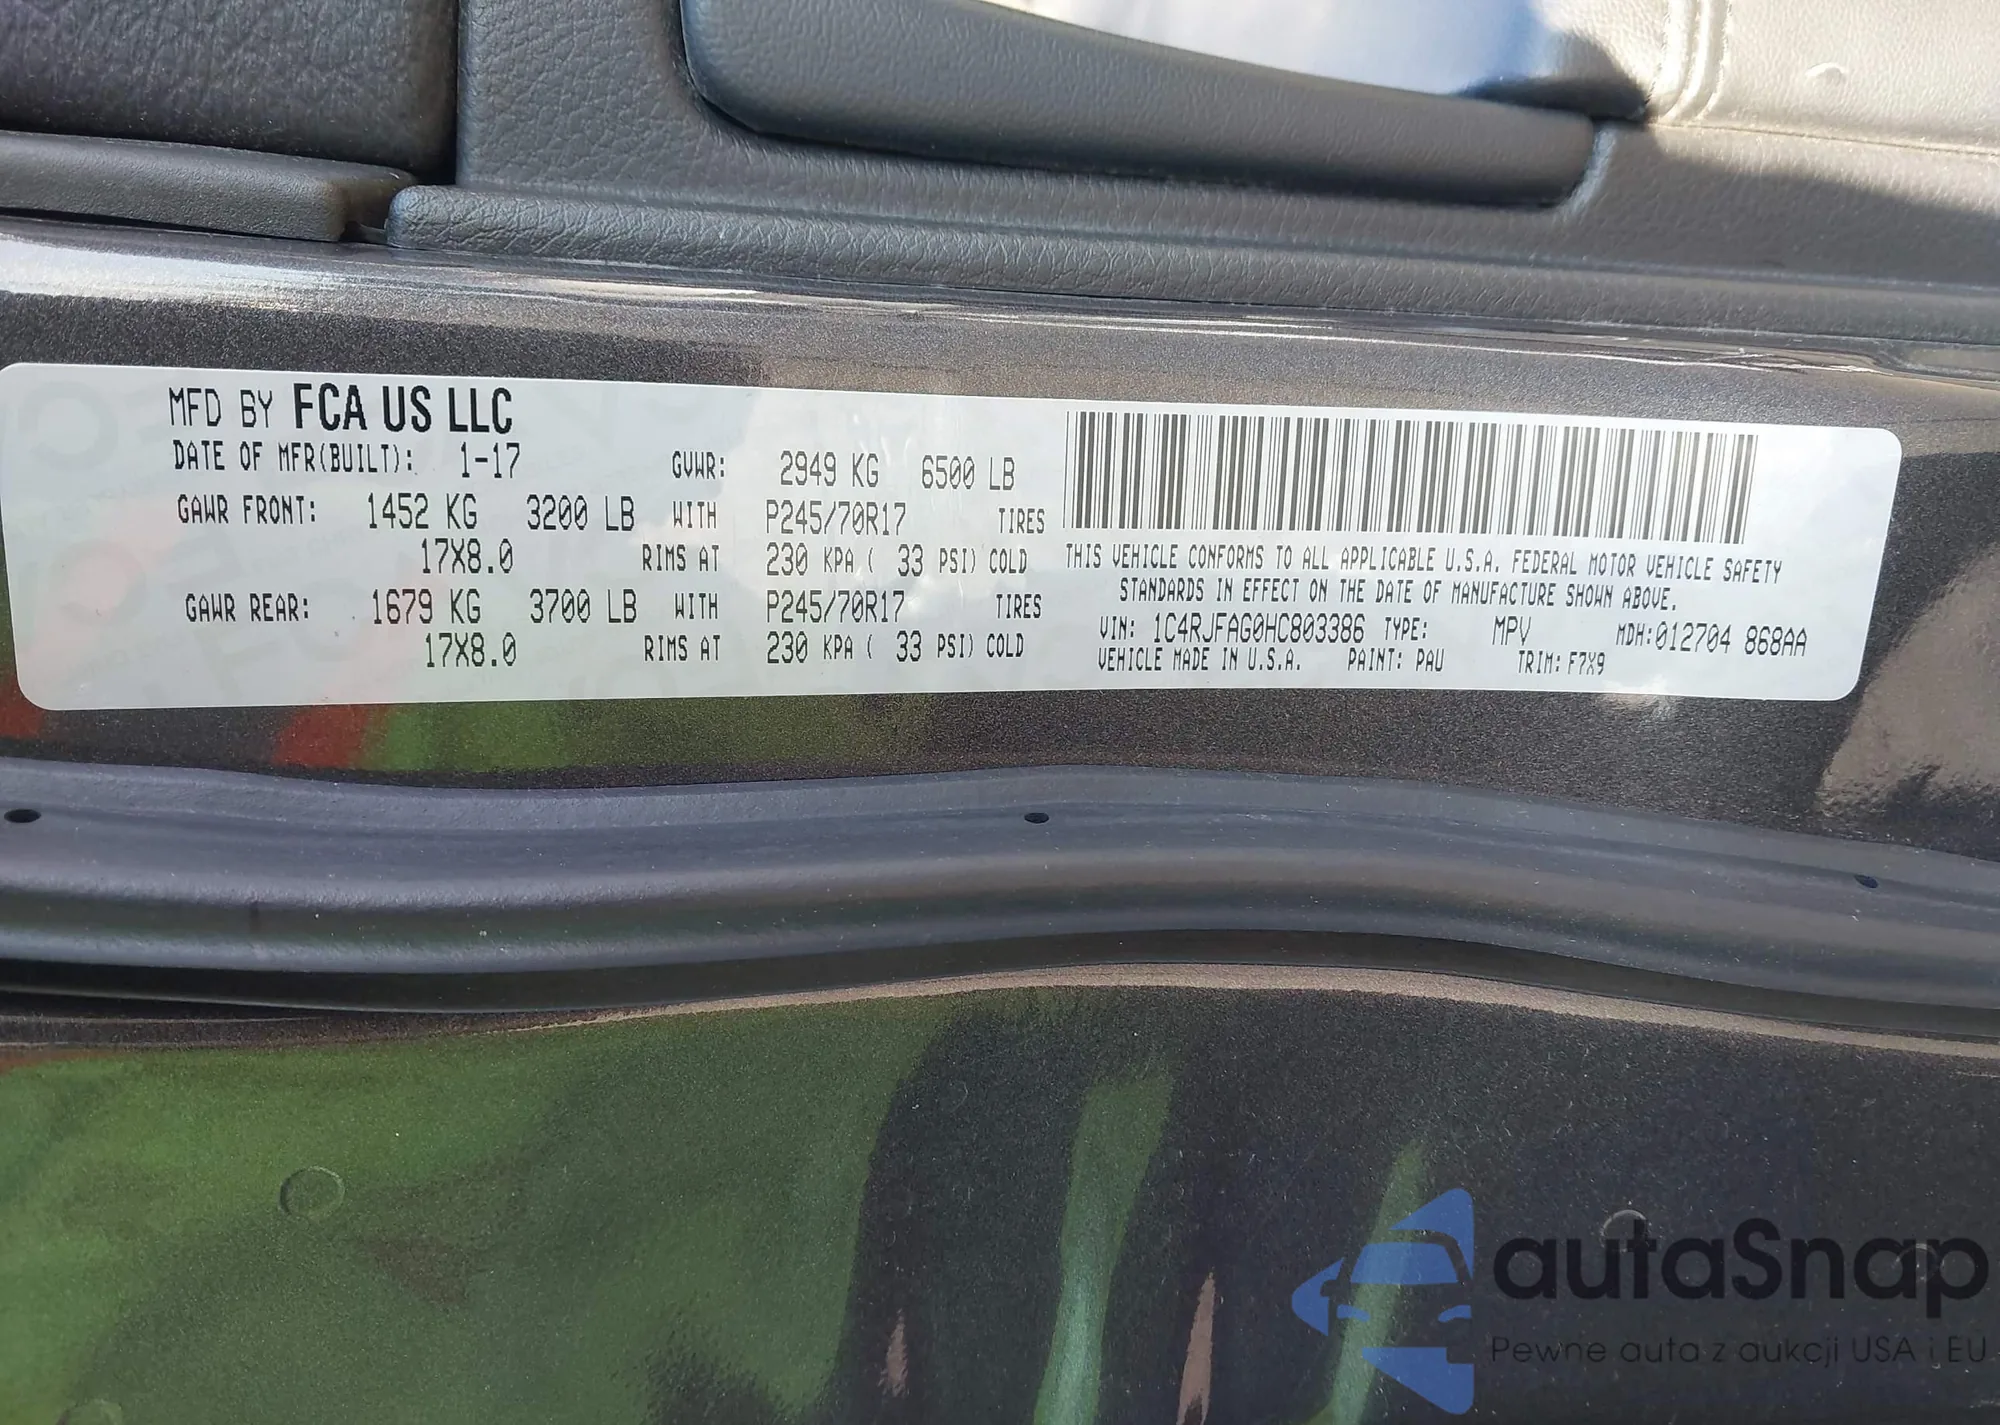 MFD BY FCA US LLC
DATE OF MFR(BUILT): 1-17 GVWR: 2949 KG 6500 LB
GAWR FRONT: 1452 KG 3200 LB WITH P245/70R17 TIRES
17X8.0 RIMS AT 230 KPA ( 33 PSI) COLD
GAWR REAR: 1679 KG 3700 LB WITH P245/70R17 TIRES
17X8.0 RIMS AT 230 KPA ( 33 PSI) COLD
THIS VEHICLE CONFORMS TO ALL APPLICABLE U.S.A. FEDERAL MOTOR VEHICLE SAFETY
STANDARDS IN EFFECT ON THE DATE OF MANUFACTURE SHOWN ABOVE.
VIN: 1C4RJFAG0HC803386 TYPE: MPV MDH:012704 868AA
VEHICLE MADE IN U.S.A. PAINT: PAU TRIM: F7X9
autaSnap
Pewne auta z aukcji USA i EU